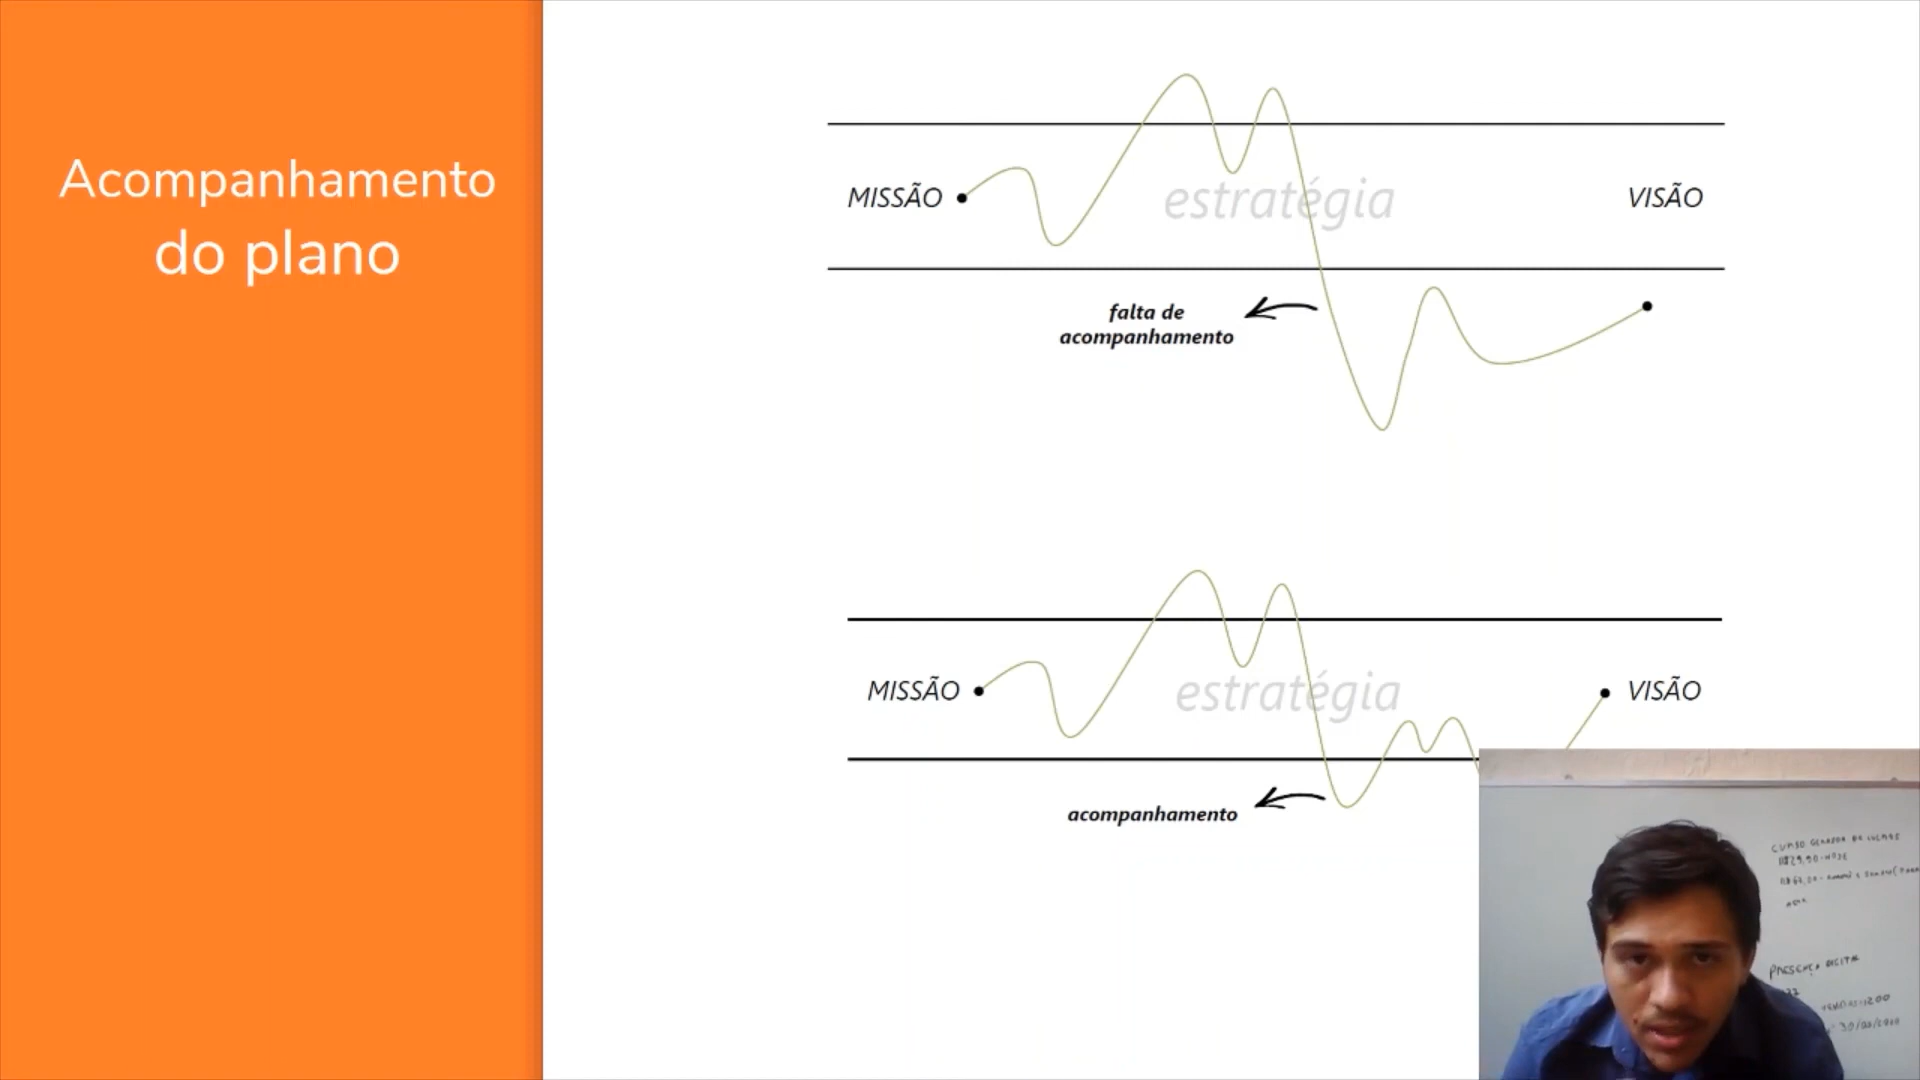 Acompanhamento
do plano
MISSÃO
estratégia
VISÃO
falta de
acompanhamento
MISSÃO
estratégia
VISÃO
acompanhamento